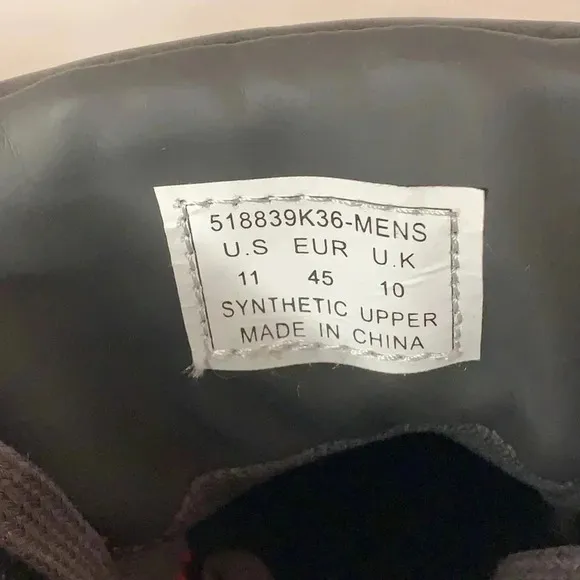 518839K36-MENS
U.S EUR U.K
11 45 10
SYNTHETIC UPPER
MADE IN CHINA